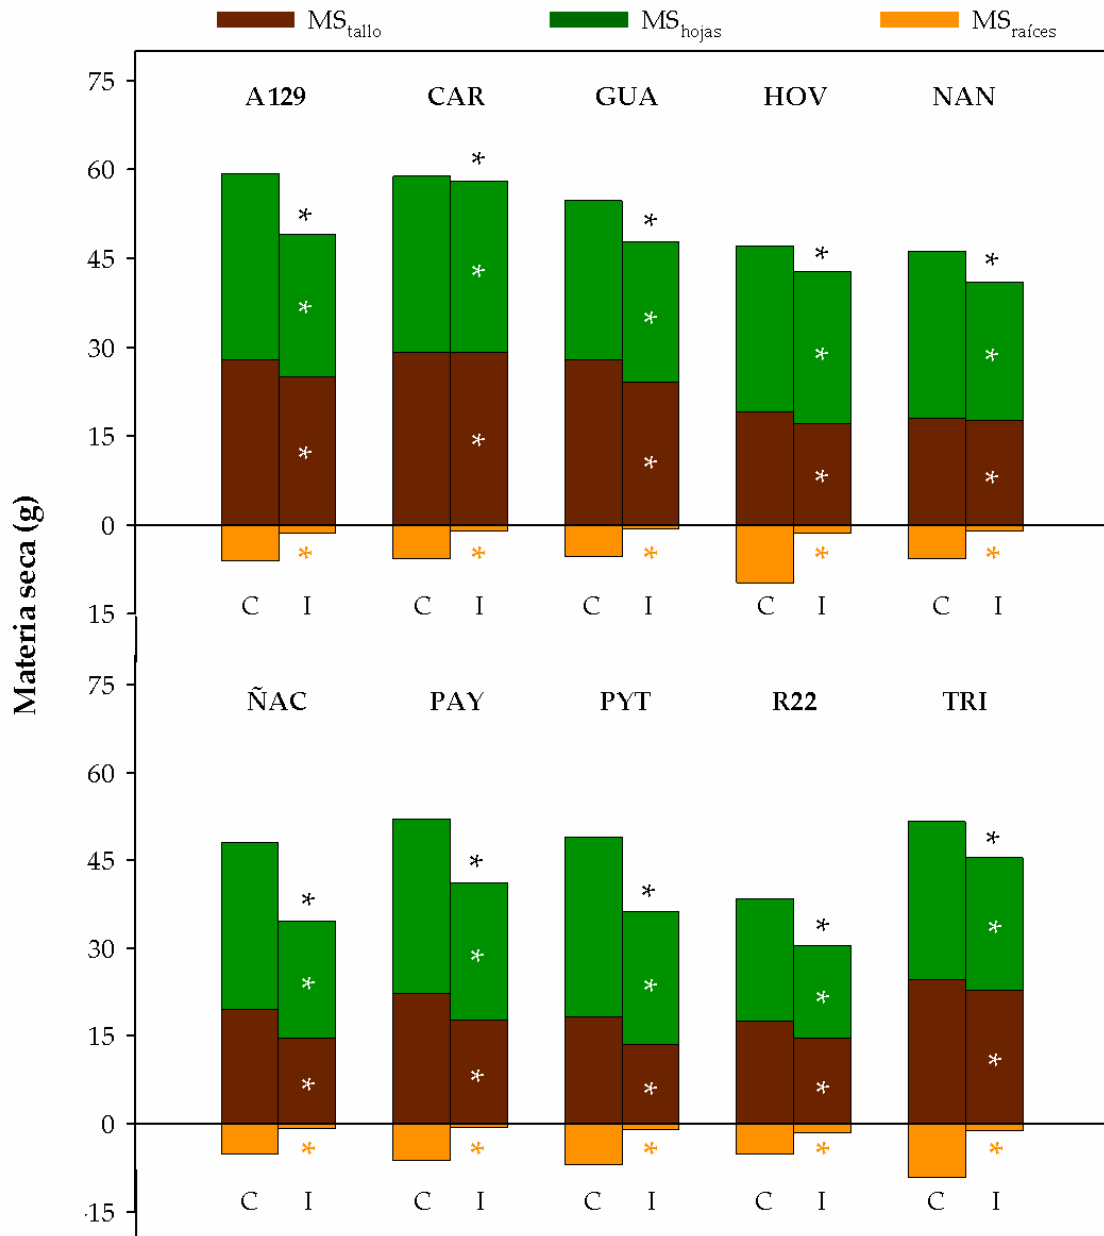 MStallo MShojas MSraíces
75
A129 CAR GUA HOV NAN
60
* * * * *
45
* * * * *
30
15
* * * * *
0
* * * * *
C I C I C I C I C I
15
Materia seca (g)
75
ÑAC PAY PYT R22 TRI
60
45
* * * * *
30
* * * * *
15
* * * * *
0
* * * * *
C I C I C I C I C I
-15